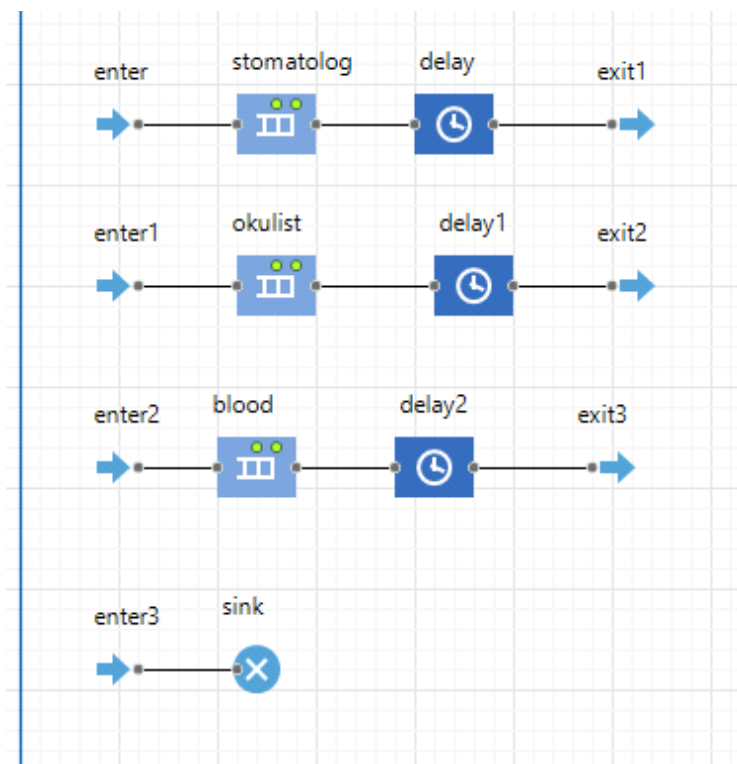 enter
stomatolog
delay
exit1
enter1
okulist
delay1
exit2
enter2
blood
delay2
exit3
enter3
sink